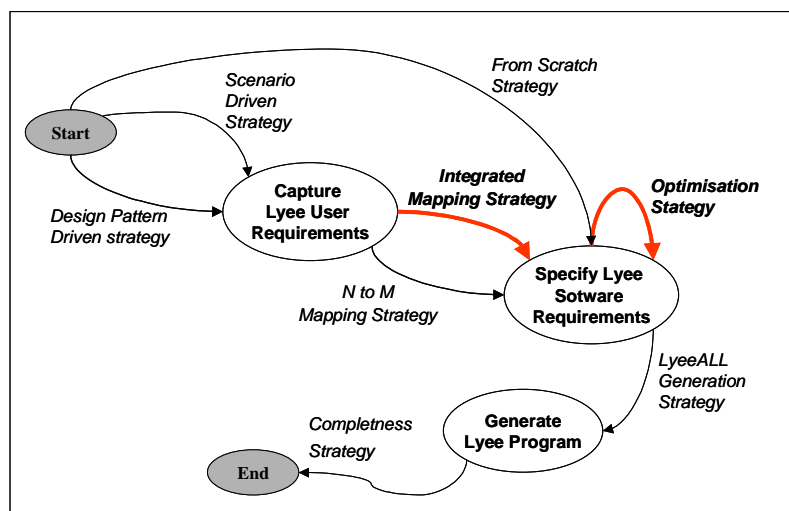 From Scratch
Strategy
Scenario
Driven
Strategy
Start
Integrated
Mapping Strategy
Optimisation
Stategy
Capture
Lyee User
Requirements
Design Pattern
Driven strategy
Specify Lyee
Sotware
Requirements
N to M
Mapping Strategy
LyeeALL
Generation
Strategy
Generate
Lyee Program
Completness
Strategy
End